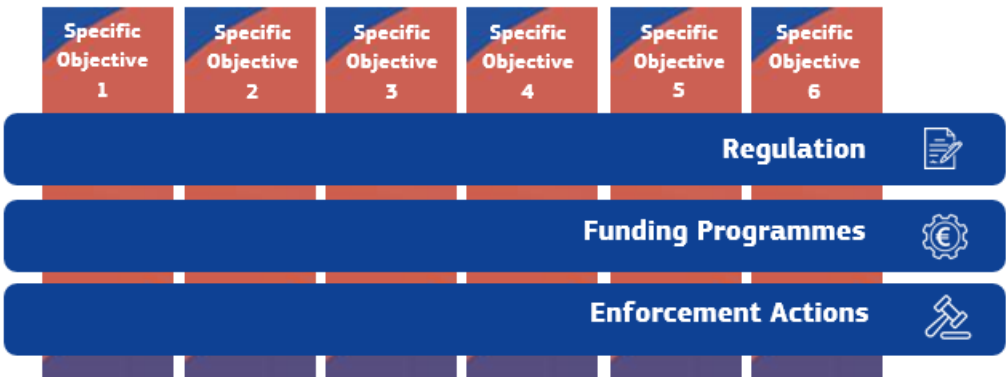 Specific
Objective
1
Specific
Objective
2
Specific
Objective
3
Specific
Objective
4
Specific
Objective
5
Specific
Objective
6
Regulation
€
Funding Programmes
Enforcement Actions